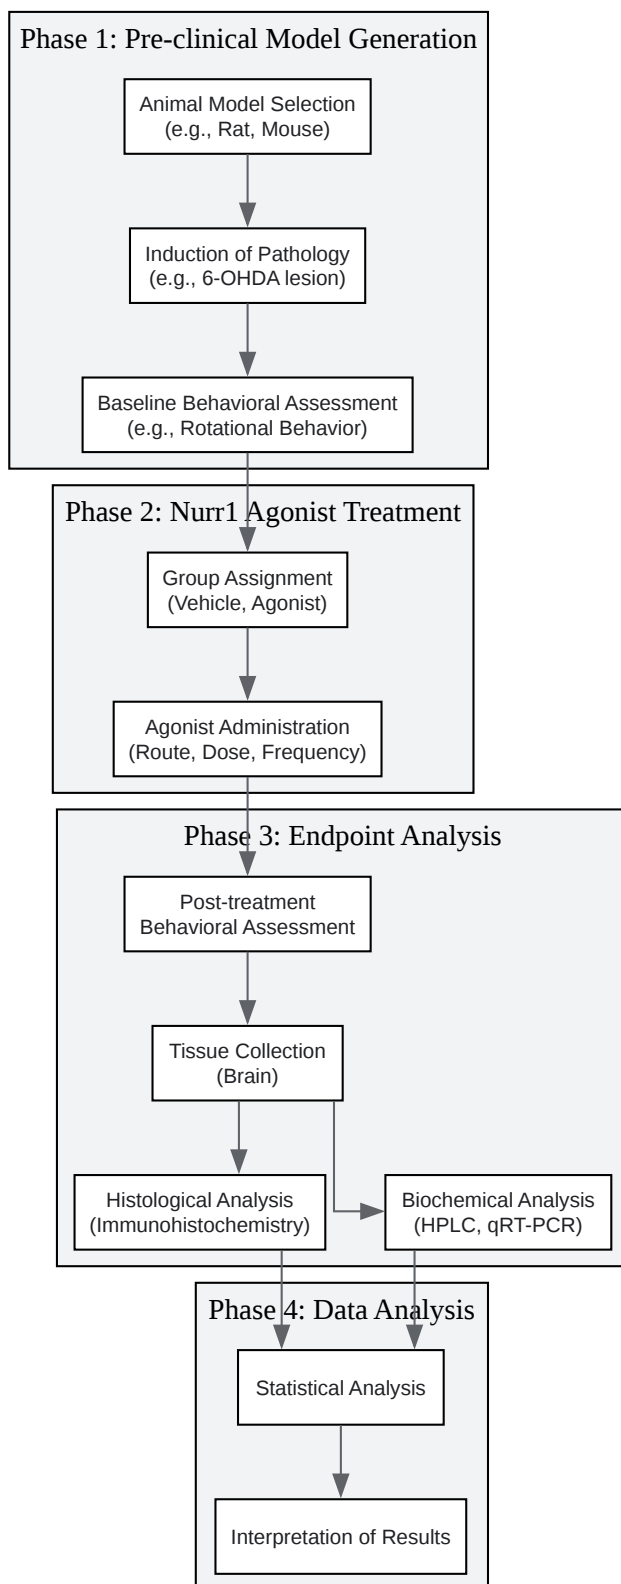 Phase 1: Pre-clinical Model Generation
Animal Model Selection
(e.g., Rat, Mouse)
Induction of Pathology
(e.g., 6-OHDA lesion)
Baseline Behavioral Assessment
(e.g., Rotational Behavior)
Phase 2: Nurr1 Agonist Treatment
Group Assignment
(Vehicle, Agonist)
Agonist Administration
(Route, Dose, Frequency)
Phase 3: Endpoint Analysis
Post-treatment
Behavioral Assessment
Tissue Collection
(Brain)
Histological Analysis
(Immunohistochemistry)
Biochemical Analysis
(HPLC, qRT-PCR)
Phase 4: Data Analysis
Statistical Analysis
Interpretation of Results